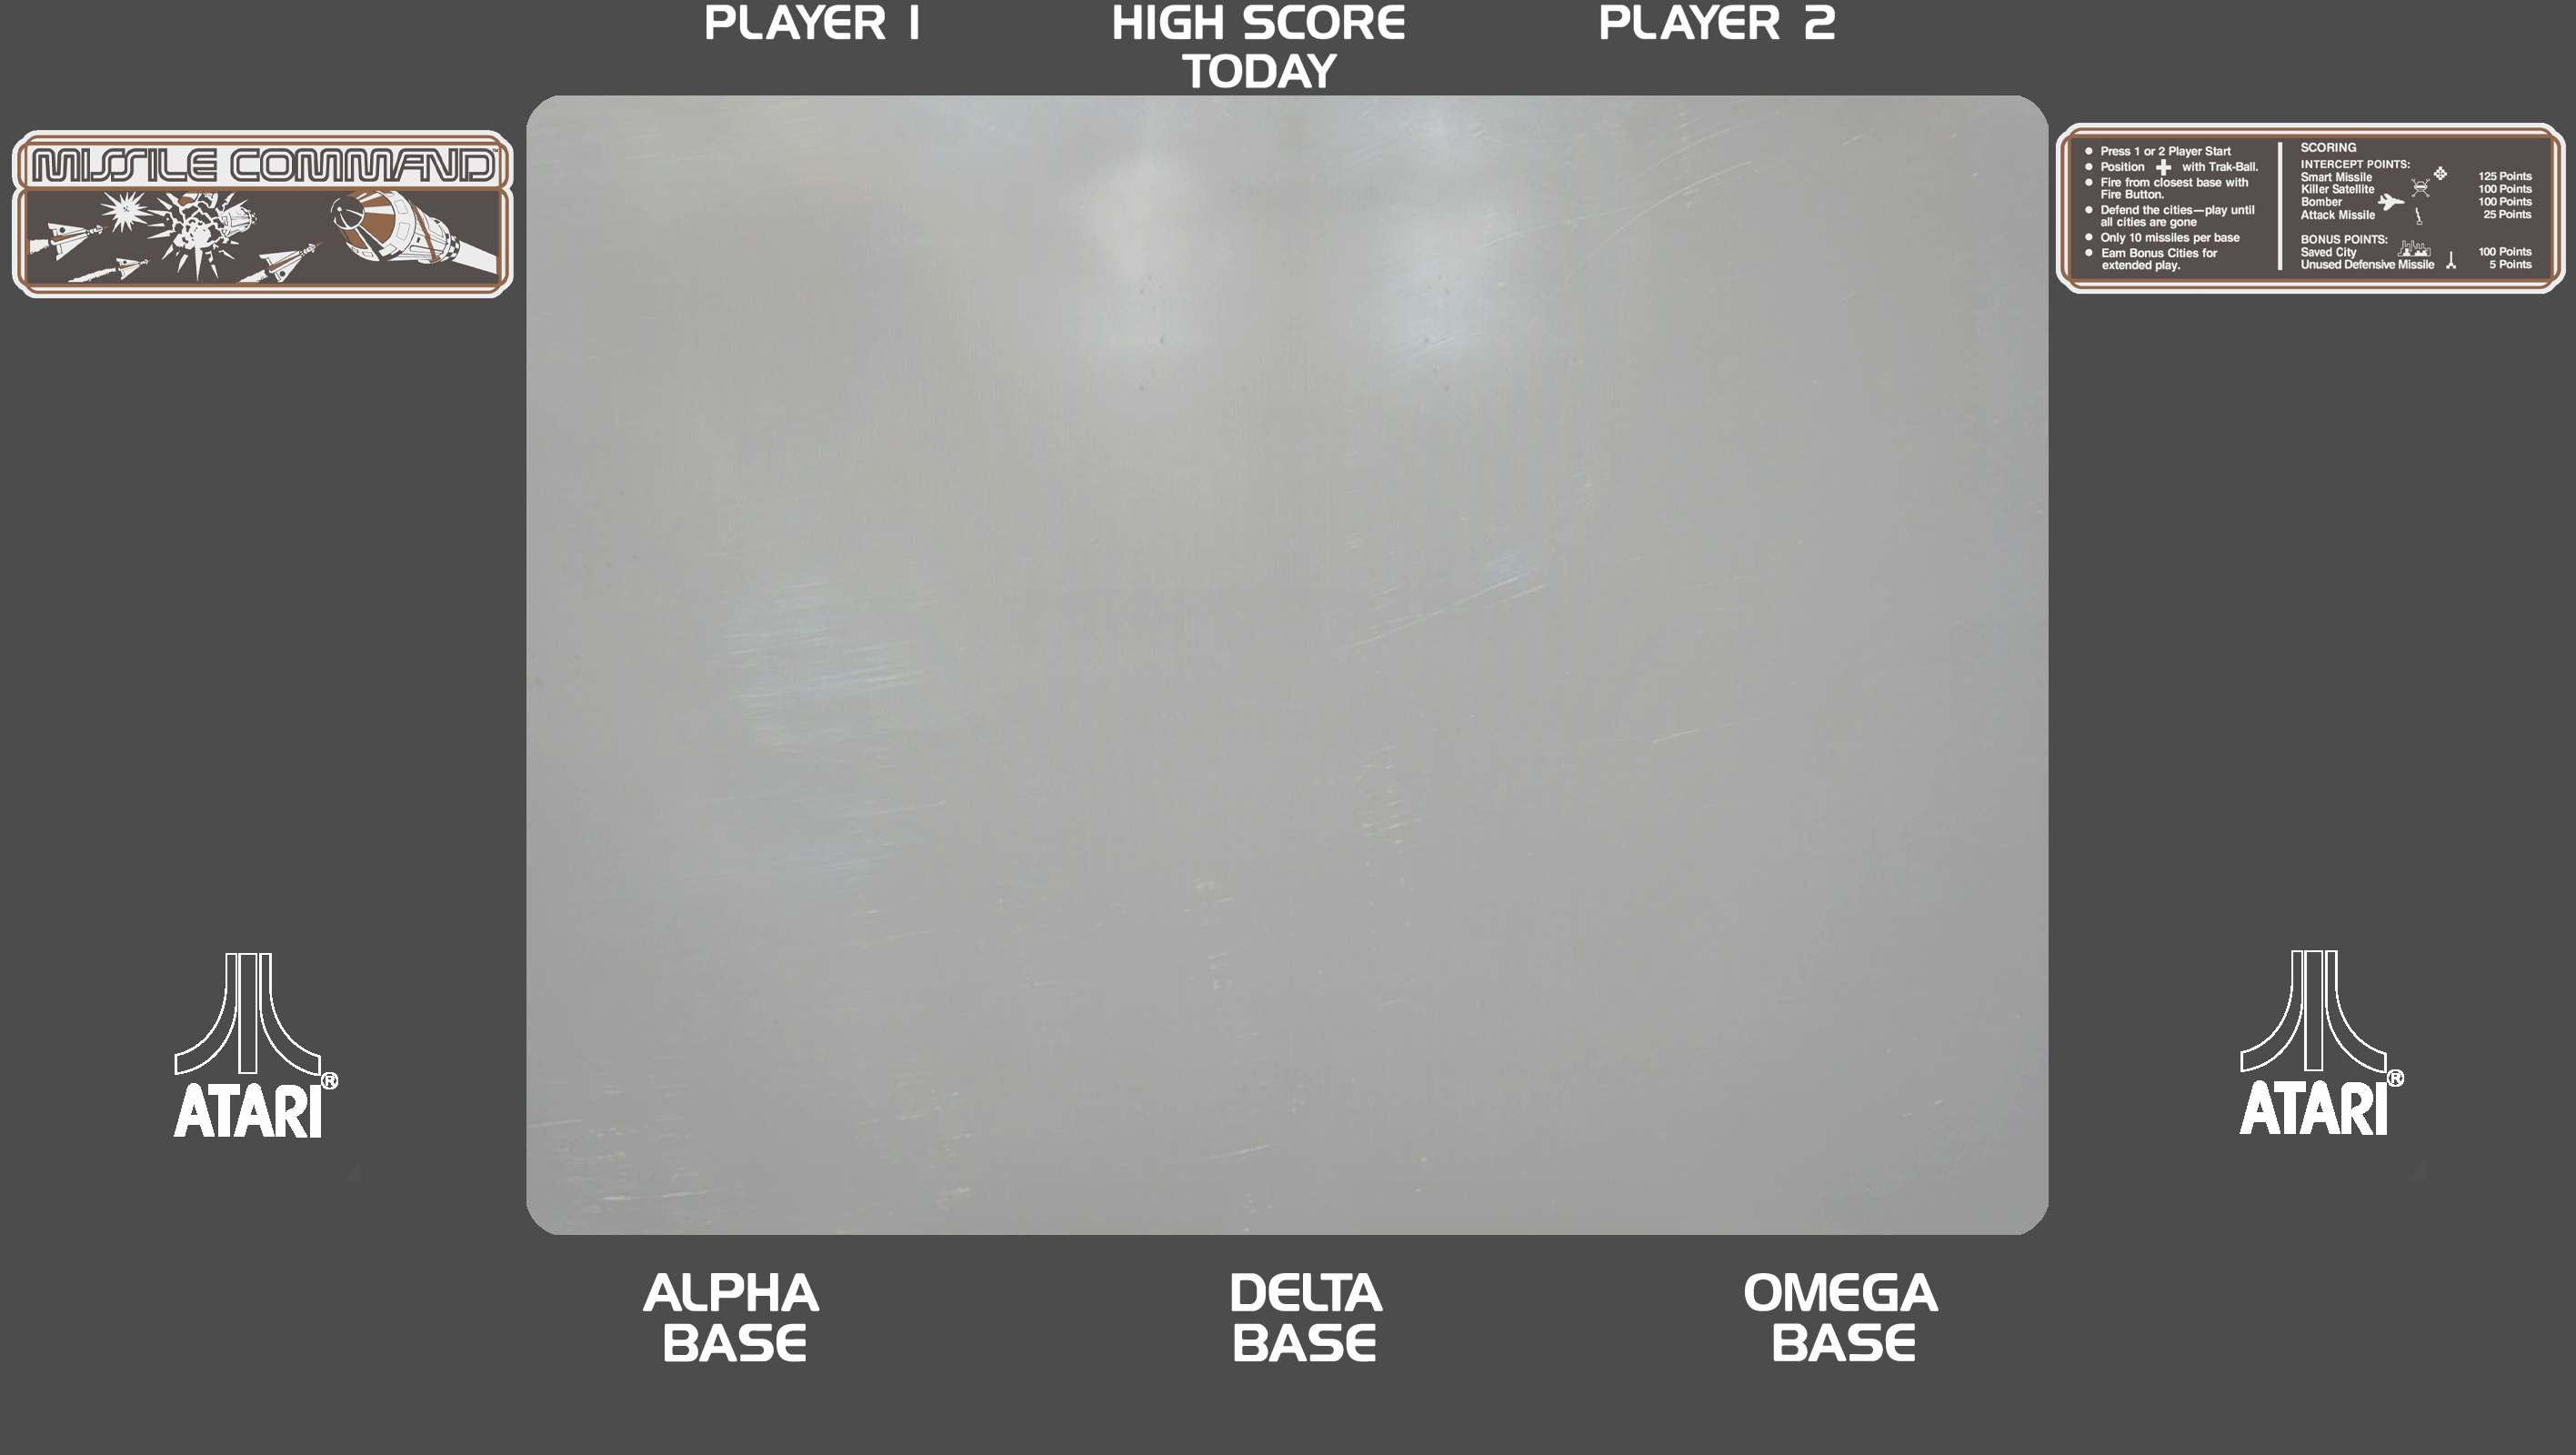 PLAYER 1
HIGH SCORE
TODAY
PLAYER 2
MISSILE COMMAND™
• Press 1 or 2 Player Start
• Position + with Trak-Ball.
• Fire from closest base with
Fire Button.
• Defend the cities—play until
all cities are gone
• Only 10 missiles per base
• Earn Bonus Cities for
extended play.
SCORING
INTERCEPT POINTS:
Smart Missile 125 Points
Killer Satellite 100 Points
Bomber 100 Points
Attack Missile 25 Points
BONUS POINTS:
Saved City 100 Points
Unused Defensive Missile 5 Points
ATARI®
ATARI®
ALPHA
BASE
DELTA
BASE
OMEGA
BASE